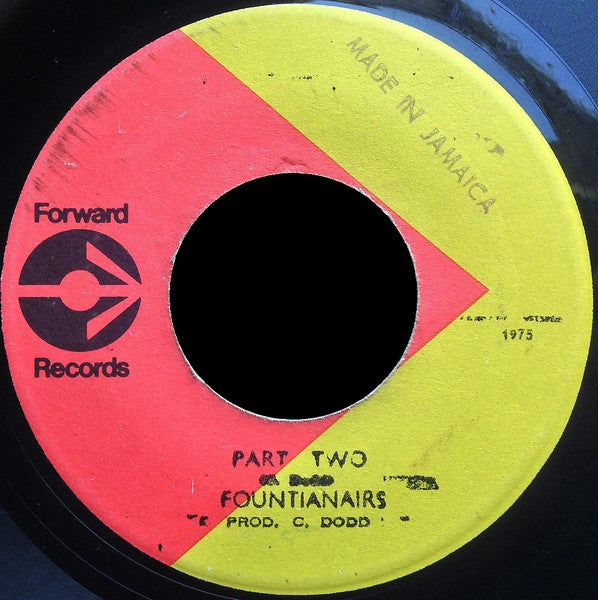 MADE IN JAMAICA
Forward
Records
1975
PART TWO
FOUNTIANAIRS
PROD. C. DODD